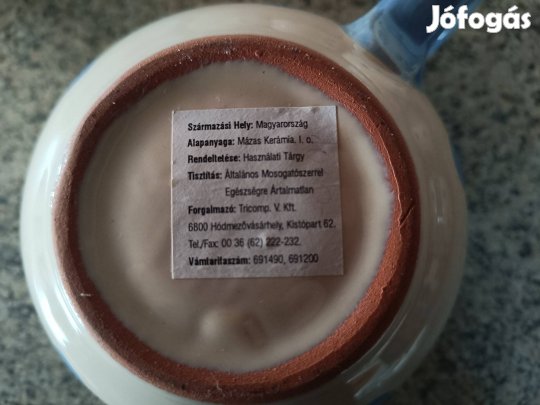 Jófogás
Származási Hely: Magyarország
Alapanyaga: Mázas Kerámia. I. o.
Rendeltetése: Használati Tárgy
Tisztítás: Általános Mosogatószerrel
Egészségre Ártalmatlan
Forgalmazó: Tricomp. V. Kft.
6800 Hódmezővásárhely, Kistópart 62.
Tel./Fax: 00 36 (62) 222-232.
Vámtarifaszám: 691490, 691200